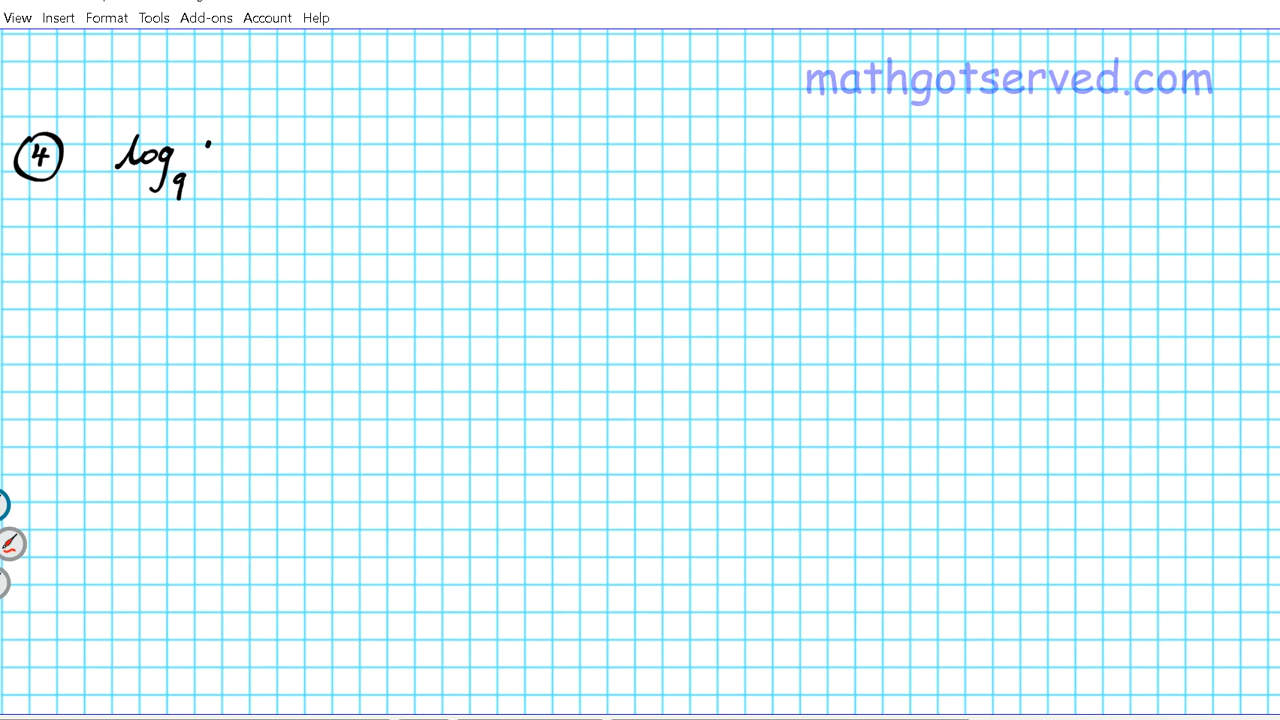 View Insert Format Tools Add-ons Account Help
mathgotserved.com
④ log₉